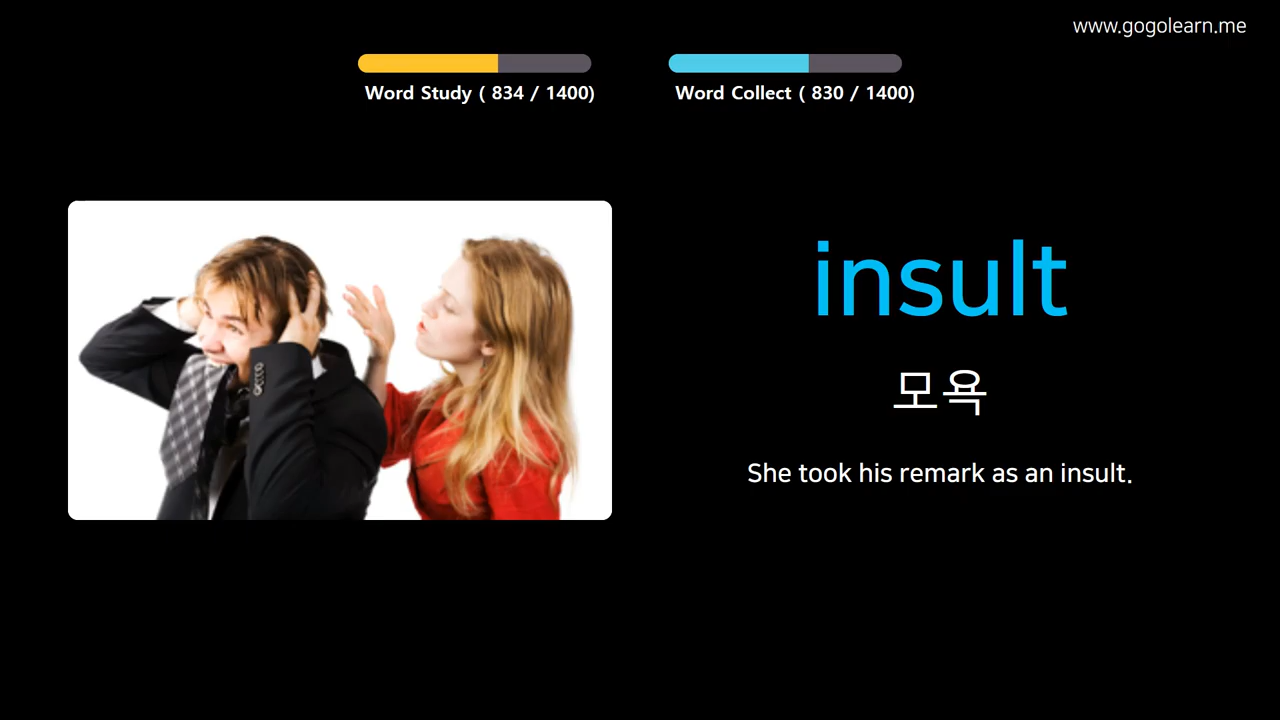 www.gogolearn.me
Word Study ( 834 / 1400)
Word Collect ( 830 / 1400)
insult
모욕
She took his remark as an insult.